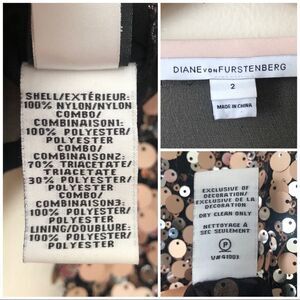 SHELL/EXTÉRIEUR:
100% NYLON/NYLON
COMBO/
COMBINAISON1:
100% POLYESTER/
POLYESTER
COMBO/
COMBINAISON2:
70% TRIACETATE/
TRIACETATE
30% POLYESTER/
POLYESTER
COMBO/
COMBINAISON3:
100% POLYESTER/
POLYESTER
LINING/DOUBLURE:
100% POLYESTER/
POLYESTER
DIANE VON FURSTENBERG
2
MADE IN CHINA
EXCLUSIVE OF
DECORATION/
EXCLUSIVE DE LA
DECORATION
DRY CLEAN ONLY
NETTOYAGE À
SEC SEULEMENT
P